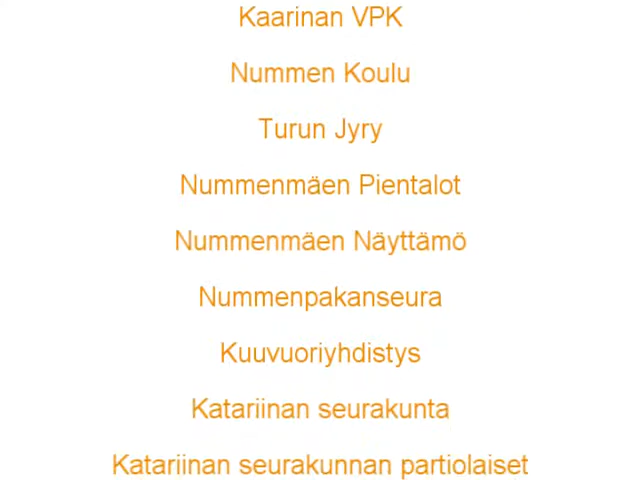 Kaarinan VPK
Nummen Koulu
Turun Jyry
Nummenmäen Pientalot
Nummenmäen Näyttämö
Nummenpakanseura
Kuuvuoriyhdistys
Katariinan seurakunta
Katariinan seurakunnan partiolaiset